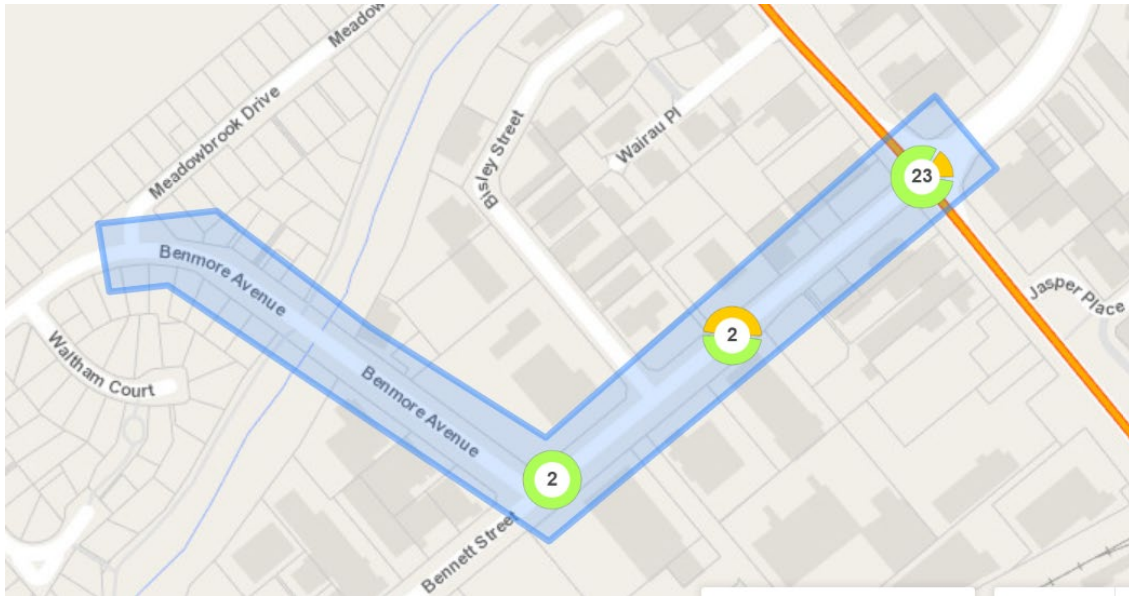 Meadow
Meadowbrook Drive
Bisley Street
Wairau Pl
23
Benmore Avenue
Jasper Place
2
Waltham Court
Benmore Avenue
2
Bennett Street